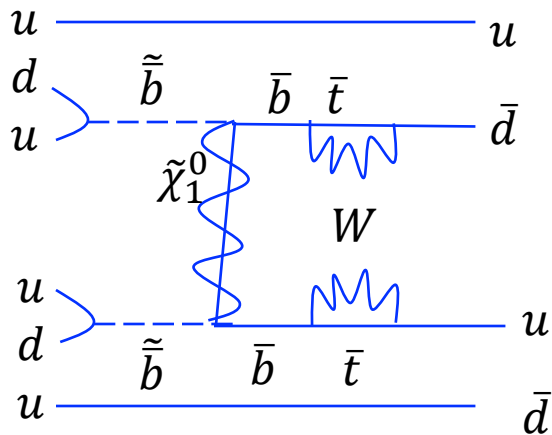 u u
d b̃̄ b̄ t̄ d̄
u
χ̃₁⁰
W
u u
d b̃̄ b̄ t̄
u d̄